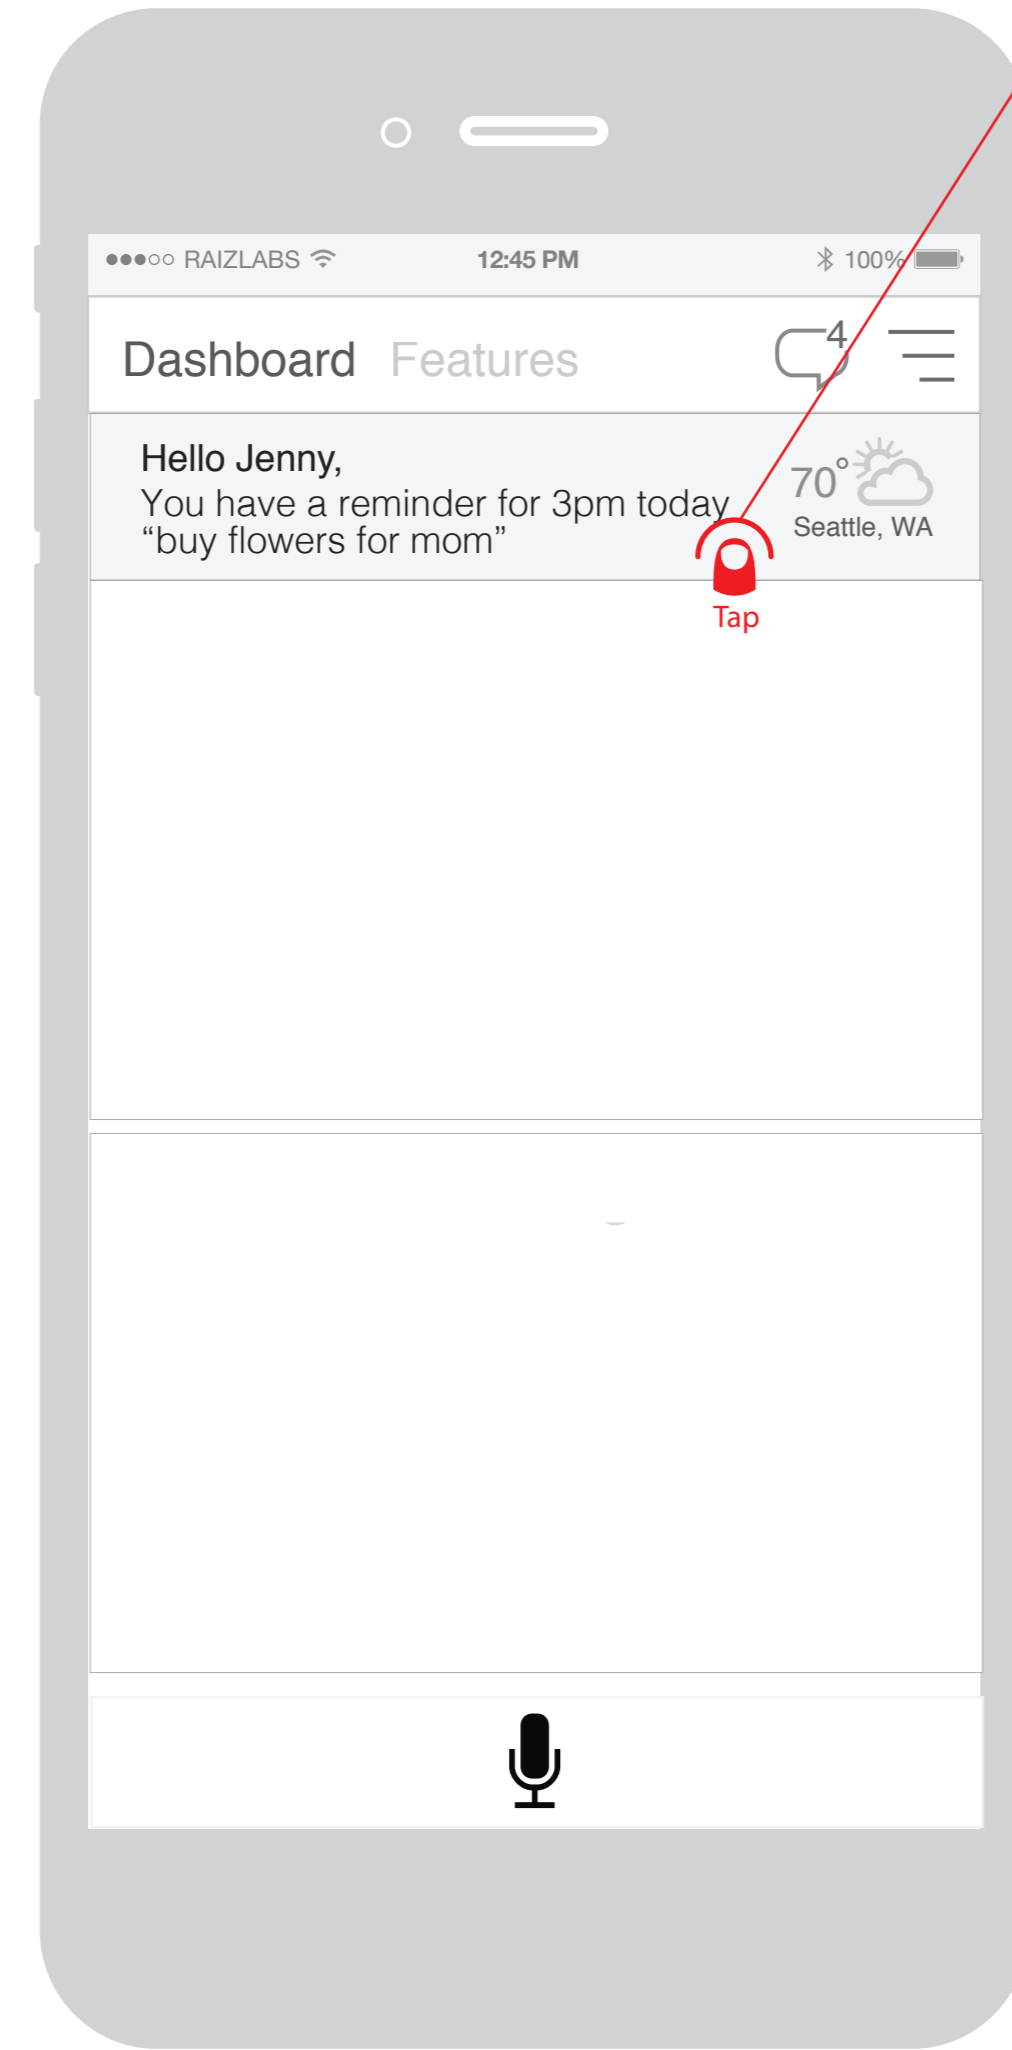 RAIZLABS 12:45 PM 100%
Dashboard Features 4
Hello Jenny,
You have a reminder for 3pm today
“buy flowers for mom”
70°
Seattle, WA
Tap